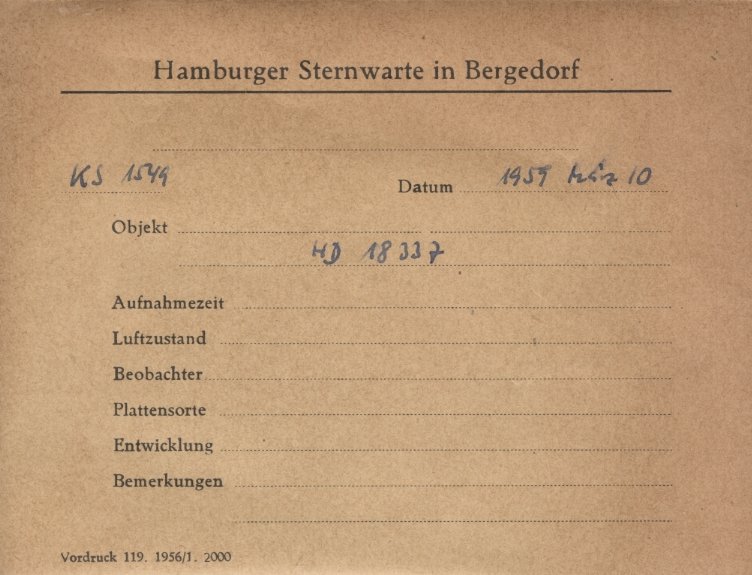 Hamburger Sternwarte in Bergedorf
KS 1549 Datum 1959 März 10
Objekt
HD 18337
Aufnahmezeit
Luftzustand
Beobachter
Plattensorte
Entwicklung
Bemerkungen
Vordruck 119. 1956/1. 2000